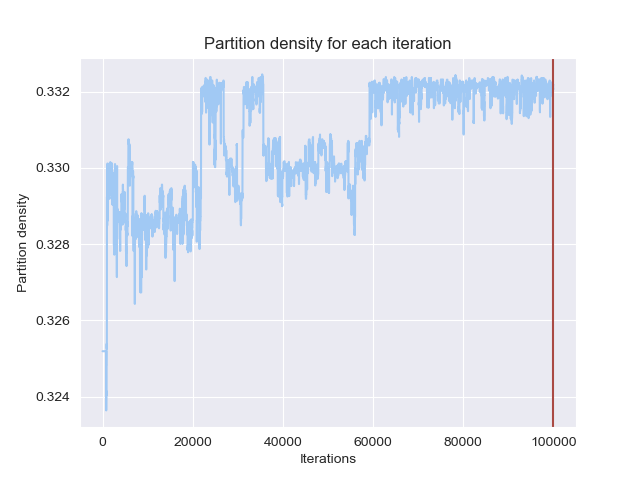 Partition density for each iteration
0.332
0.330
0.328
0.326
0.324
Partition density
0 20000 40000 60000 80000 100000
Iterations